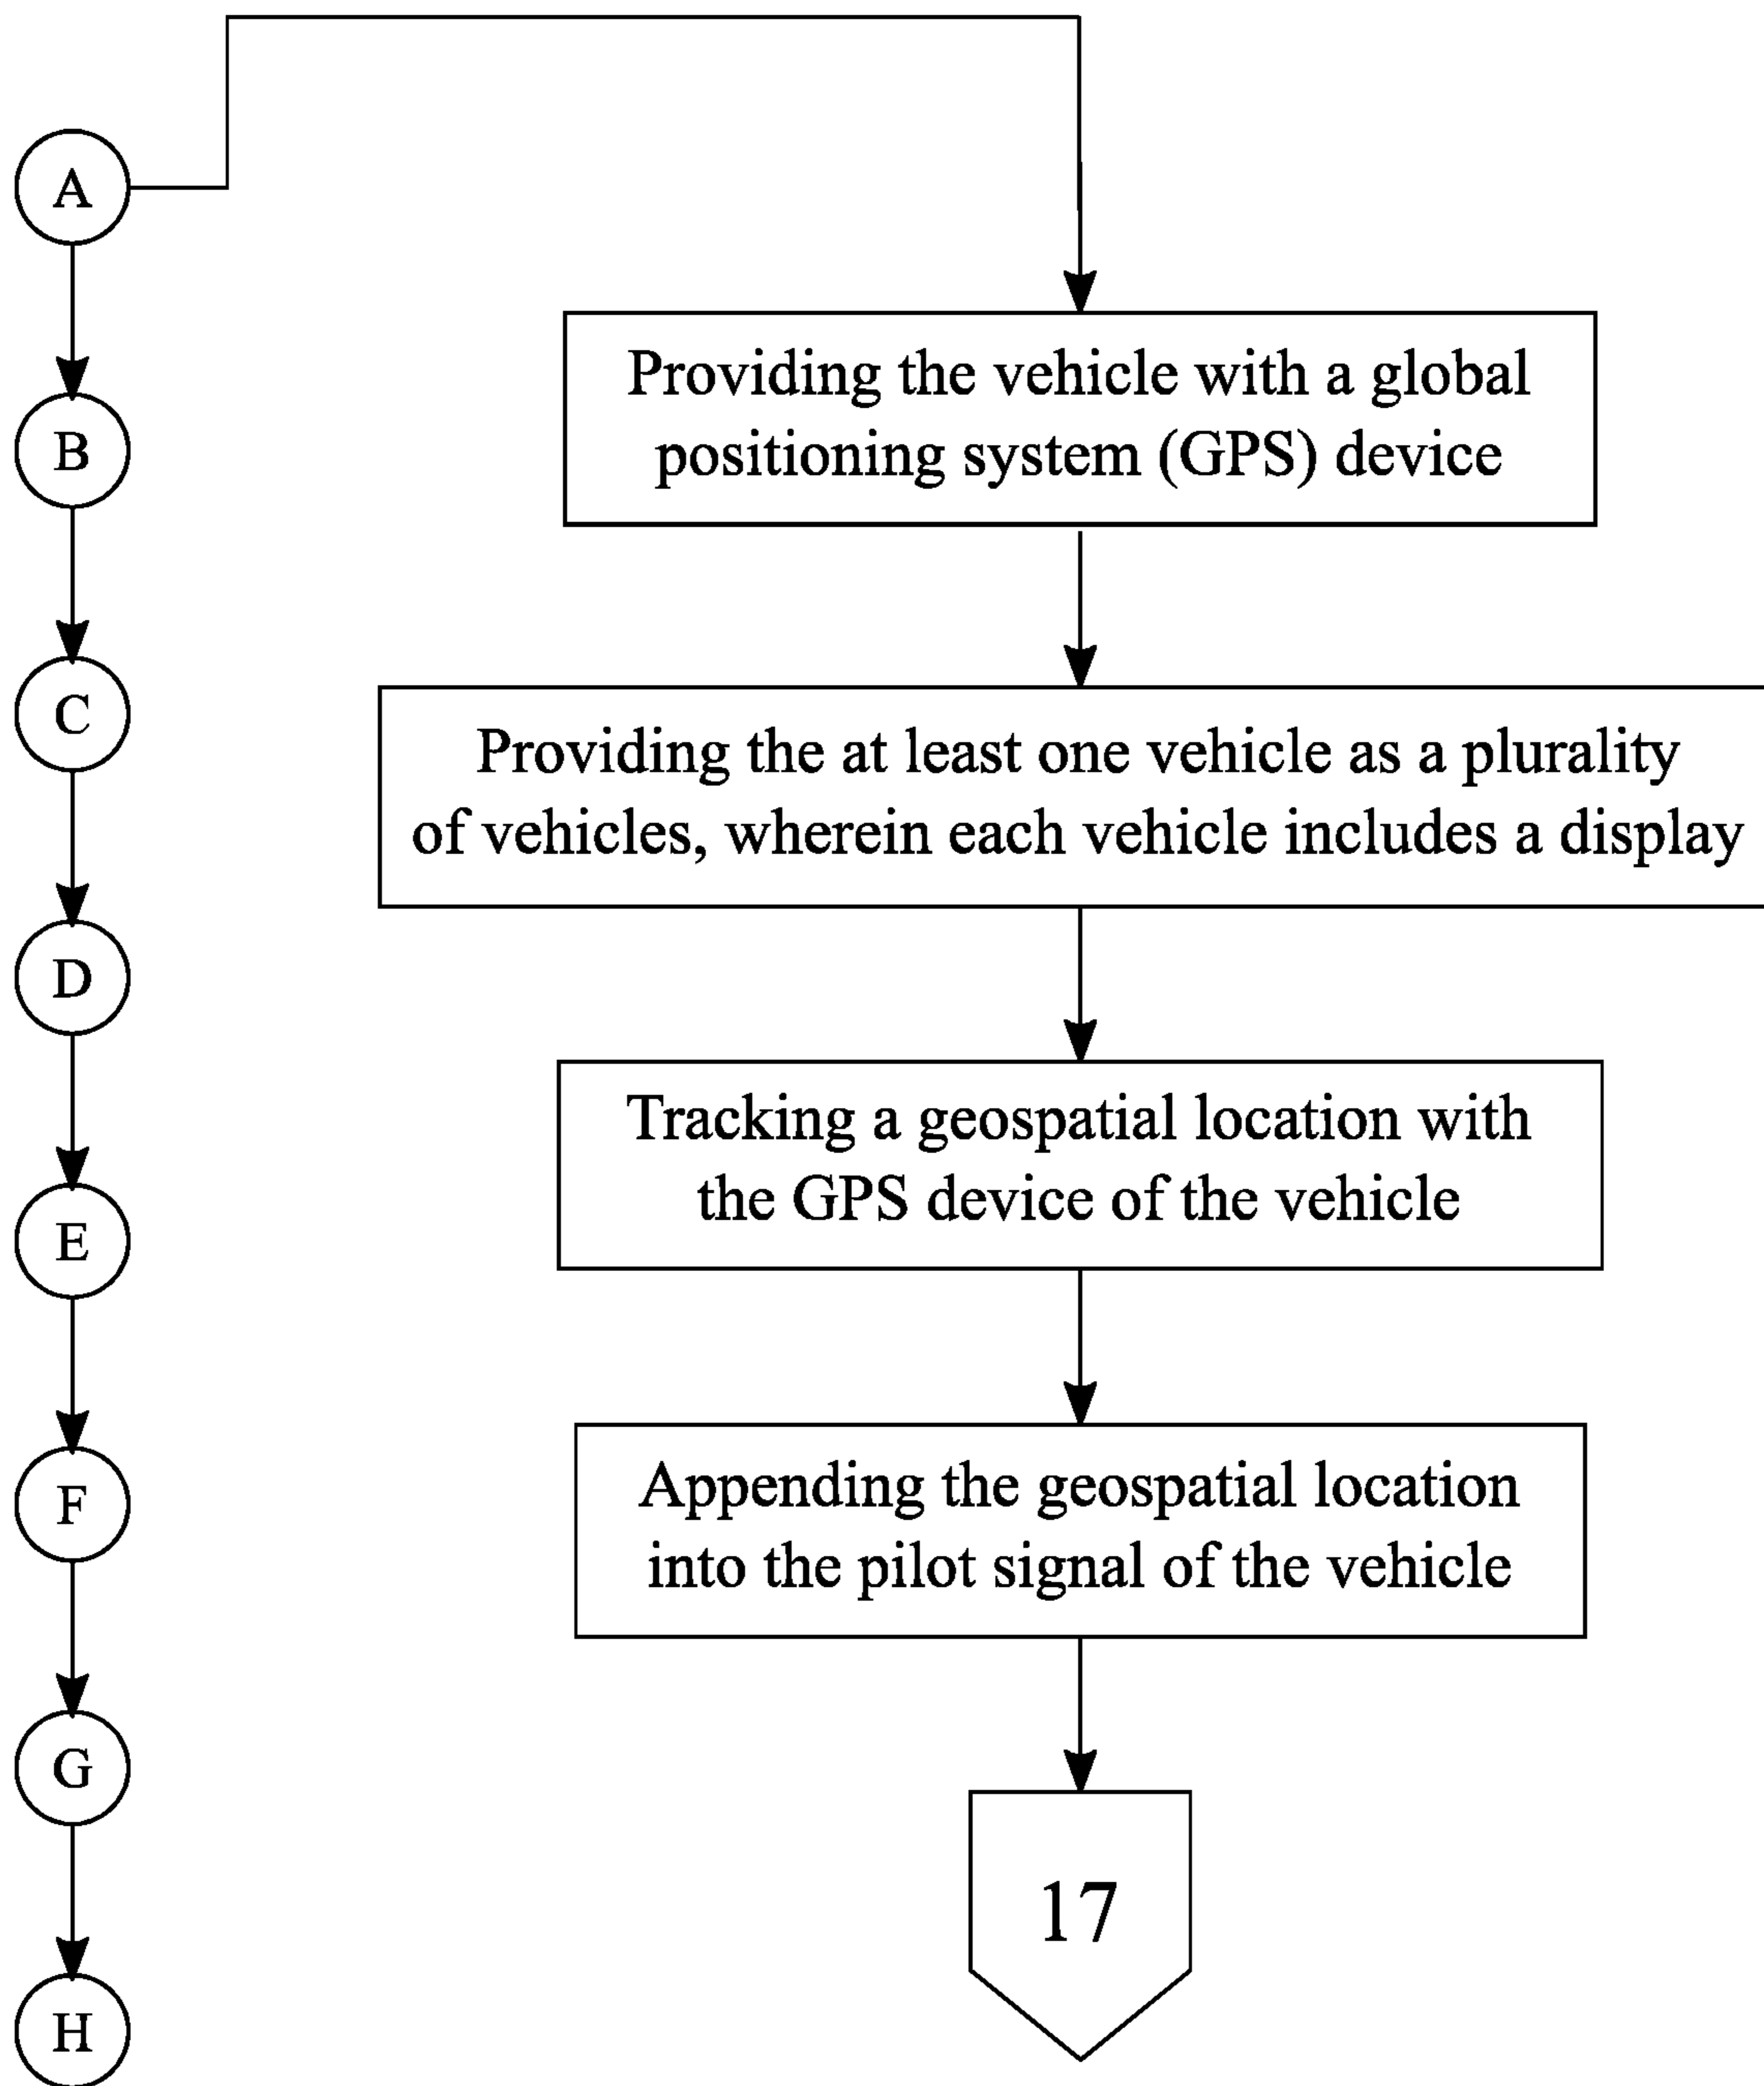 A
B
C
D
E
F
G
H
Providing the vehicle with a global
positioning system (GPS) device
Providing the at least one vehicle as a plurality
of vehicles, wherein each vehicle includes a display
Tracking a geospatial location with
the GPS device of the vehicle
Appending the geospatial location
into the pilot signal of the vehicle
17